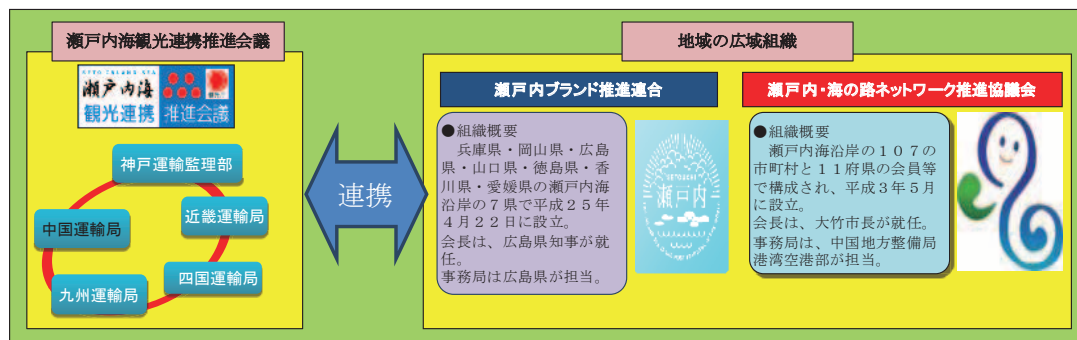 瀬戸内海観光連携推進会議
SETO INLAND SEA
瀬戸内海
観光連携
推進会議
神戸運輸監理部
近畿運輸局
中国運輸局
四国運輸局
九州運輸局
連携
地域の広域組織
瀬戸内ブランド推進連合
●組織概要
兵庫県・岡山県・広島
県・山口県・徳島県・香
川県・愛媛県の瀬戸内海
沿岸の7県で平成25年
4月22日に設立。
会長は、広島県知事が就
任。
事務局は広島県が担当。
SETOUCHI
瀬戸内
瀬戸内・海の路ネットワーク推進協議会
●組織概要
瀬戸内海沿岸の107の
市町村と11府県の会員等
で構成され、平成3年5月
に設立。
会長は、大竹市長が就任。
事務局は、中国地方整備局
港湾空港部が担当。